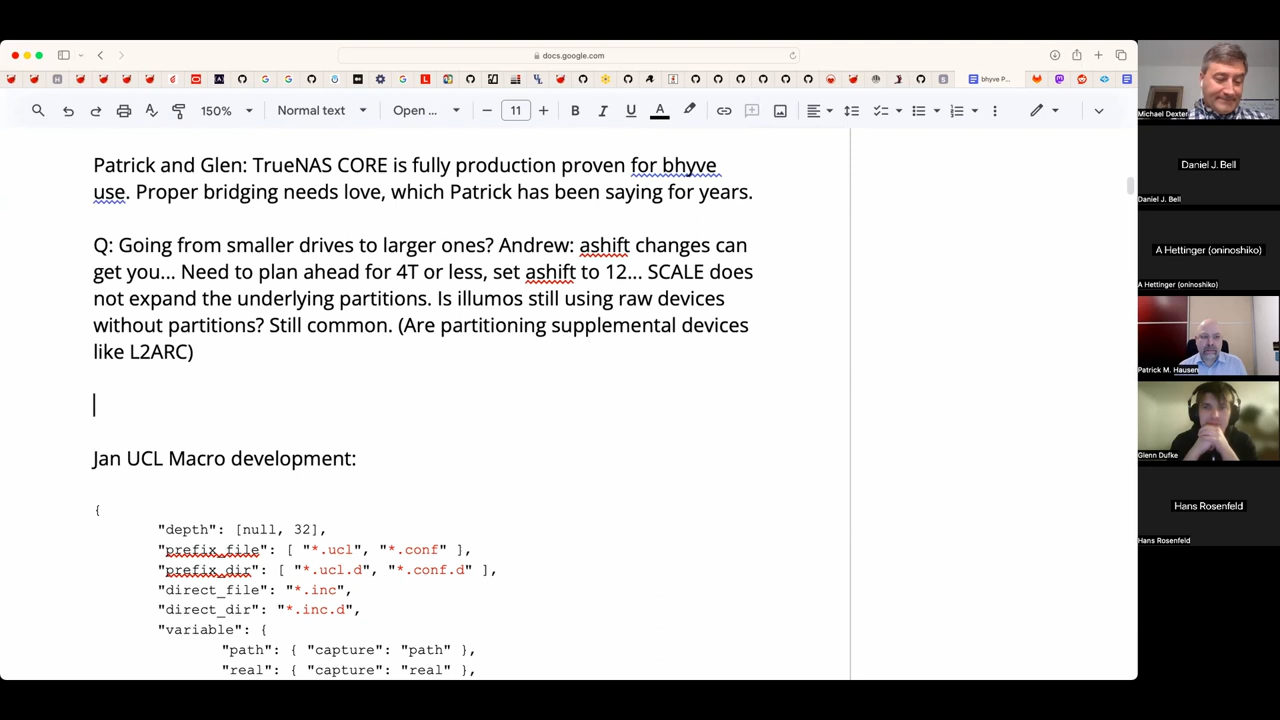 docs.google.com
bhyve P...
150%
Normal text
Open ...
11
Patrick and Glen: TrueNAS CORE is fully production proven for bhyve
use. Proper bridging needs love, which Patrick has been saying for years.
Q: Going from smaller drives to larger ones? Andrew: ashift changes can
get you... Need to plan ahead for 4T or less, set ashift to 12... SCALE does
not expand the underlying partitions. Is illumos still using raw devices
without partitions? Still common. (Are partitioning supplemental devices
like L2ARC)
Jan UCL Macro development:
{
"depth": [null, 32],
"prefix_file": [ "*.ucl", "*.conf" ],
"prefix_dir": [ "*.ucl.d", "*.conf.d" ],
"direct_file": "*.inc",
"direct_dir": "*.inc.d",
"variable": {
"path": { "capture": "path" },
"real": { "capture": "real" },
Michael Dexter
Daniel J. Bell
Daniel J. Bell
A Hettinger (oninoshiko)
A Hettinger (oninoshiko)
Patrick M. Hausen
Glenn Dufke
Hans Rosenfeld
Hans Rosenfeld